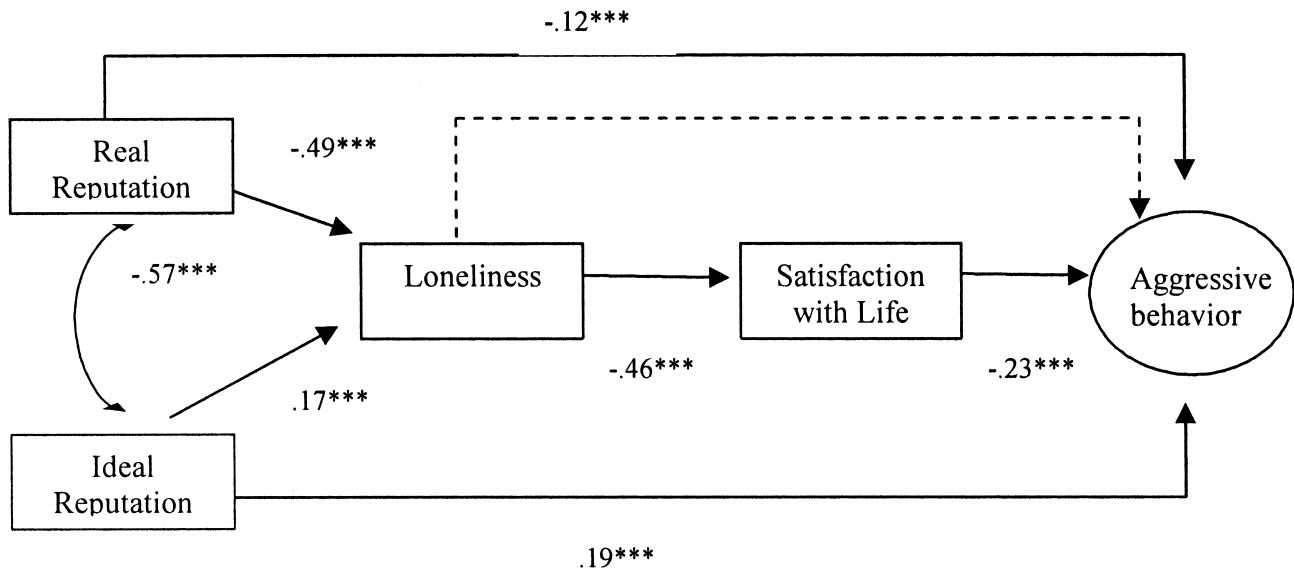 -.12***
Real
Reputation
-.49***
-.57***
Loneliness
Satisfaction
with Life
Aggressive
behavior
-.46***
-.23***
.17***
Ideal
Reputation
.19***